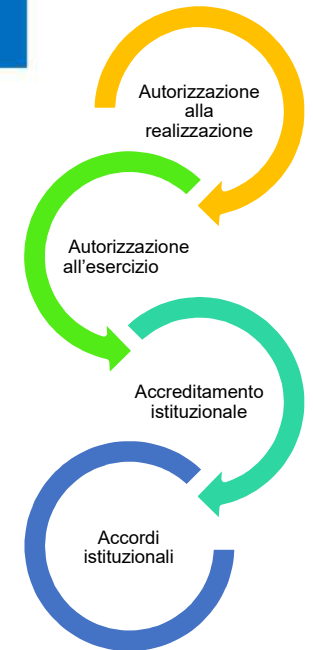 Autorizzazione
alla
realizzazione
Autorizzazione
all'esercizio
Accreditamento
istituzionale
Accordi
istituzionali